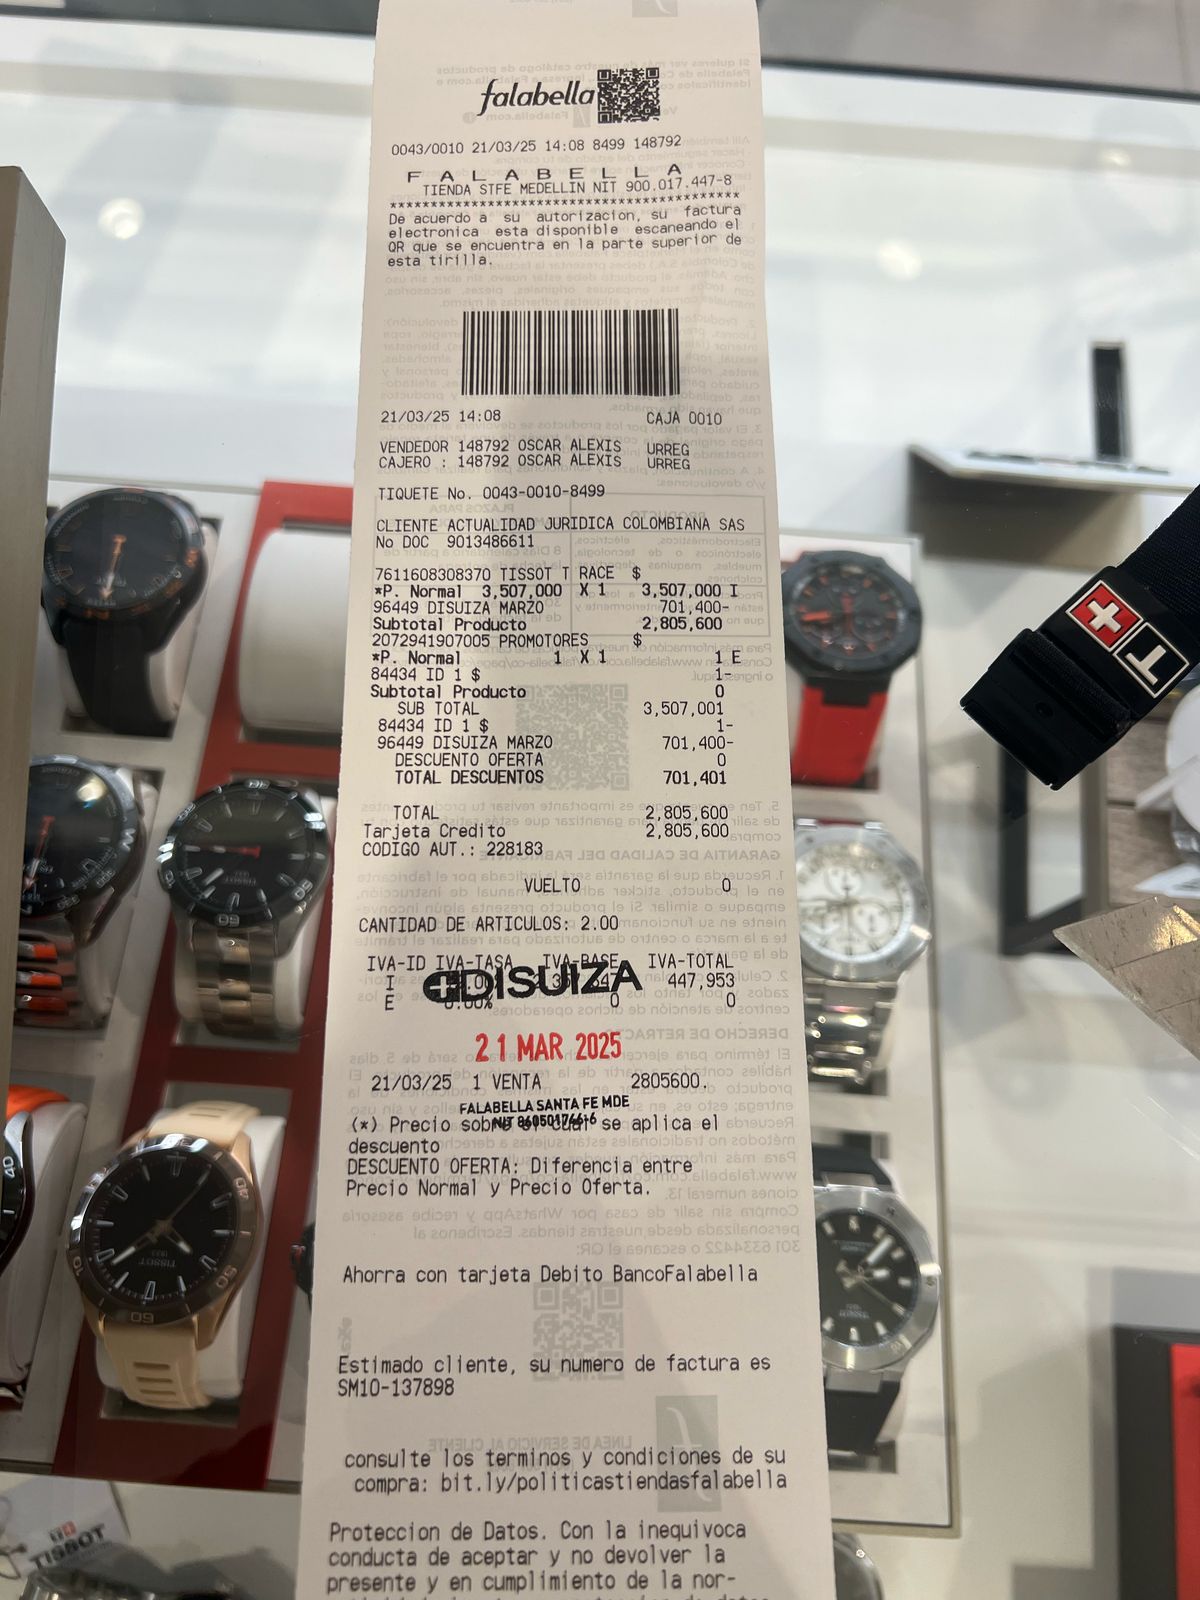 falabella
0043/0010 21/03/25 14:08 8499 148792
F A L A B E L L A
TIENDA STFE MEDELLIN NIT 900.017.447-8
******************************************
De acuerdo a su autorizacion, su factura
electronica esta disponible escaneando el
QR que se encuentra en la parte superior de
esta tirilla.
21/03/25 14:08 CAJA 0010
VENDEDOR 148792 OSCAR ALEXIS URREG
CAJERO : 148792 OSCAR ALEXIS URREG
TIQUETE No. 0043-0010-8499
CLIENTE ACTUALIDAD JURIDICA COLOMBIANA SAS
No DOC 9013486611
7611608308370 TISSOT T RACE $
*P. Normal 3,507,000 X 1 3,507,000 I
96449 DISUIZA MARZO 701,400-
Subtotal Producto 2,805,600
2072941907005 PROMOTORES $
*P. Normal 1 X 1 1 E
84434 ID 1 $ 1-
Subtotal Producto 0
SUB TOTAL 3,507,001
84434 ID 1 $ 1-
96449 DISUIZA MARZO 701,400-
DESCUENTO OFERTA 0
TOTAL DESCUENTOS 701,401
TOTAL 2,805,600
Tarjeta Credito 2,805,600
CODIGO AUT.: 228183
VUELTO 0
CANTIDAD DE ARTICULOS: 2.00
IVA-ID IVA-TASA IVA-BASE IVA-TOTAL
I 447,953
E 0.00% 0 0
DISUIZA
21 MAR 2025
21/03/25 1 VENTA 2805600.
FALABELLA SANTA FE MDE
NIT 860501766-6
(*) Precio sobre el cual se aplica el
descuento
DESCUENTO OFERTA: Diferencia entre
Precio Normal y Precio Oferta.
Ahorra con tarjeta Debito BancoFalabella
Estimado cliente, su numero de factura es
SM10-137898
consulte los terminos y condiciones de su
compra: bit.ly/politicastiendasfalabella
Proteccion de Datos. Con la inequivoca
conducta de aceptar y no devolver la
presente y en cumplimiento de la nor-
TISSOT
TISSOT